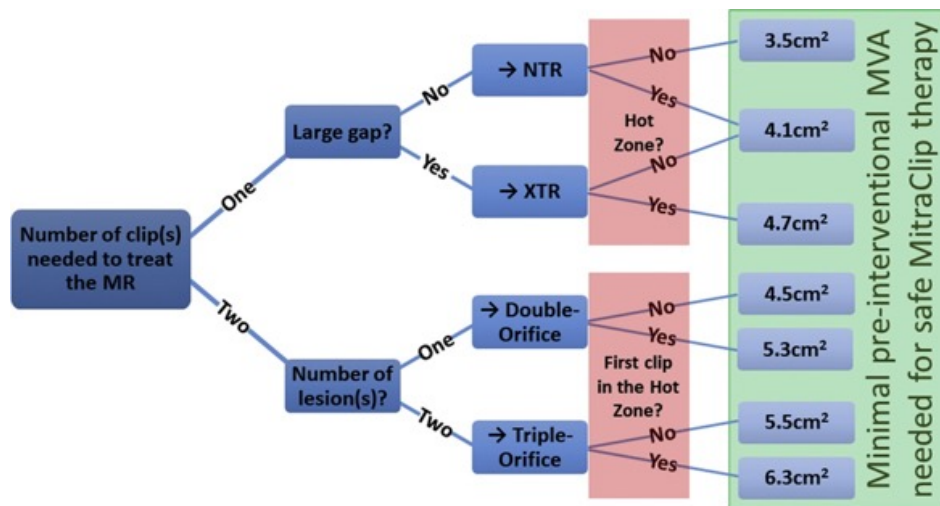 Number of clip(s)
needed to treat
the MR
One
Two
Large gap?
No
Yes
→ NTR
→ XTR
Hot
Zone?
No
Yes
No
Yes
3.5cm²
4.1cm²
4.7cm²
Number of
lesion(s)?
One
Two
→ Double-
Orifice
→ Triple-
Orifice
First clip
in the Hot
Zone?
No
Yes
No
Yes
4.5cm²
5.3cm²
5.5cm²
6.3cm²
Minimal pre-interventional MVA
needed for safe MitraClip therapy